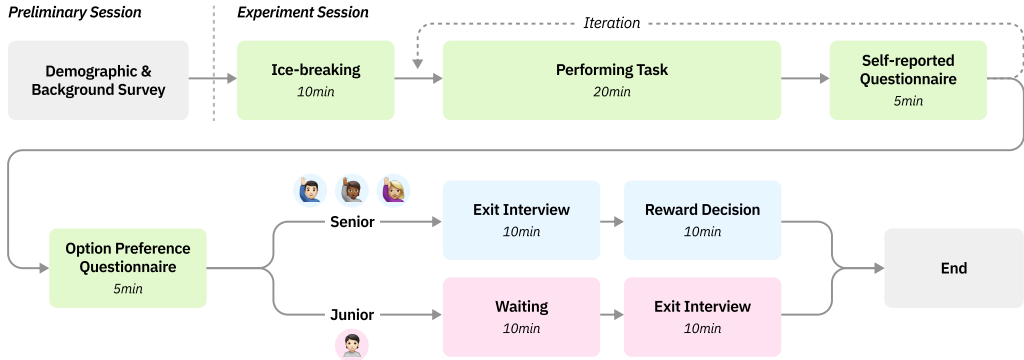 Preliminary Session
Experiment Session
Iteration
Demographic &
Background Survey
Ice-breaking
10min
Performing Task
20min
Self-reported
Questionnaire
5min
Option Preference
Questionnaire
5min
Senior
Exit Interview
10min
Reward Decision
10min
Junior
Waiting
10min
Exit Interview
10min
End